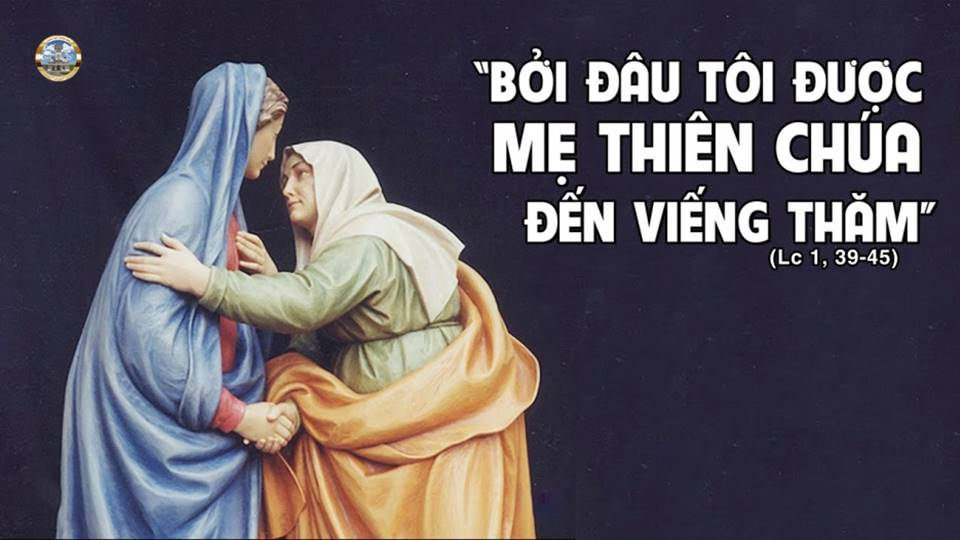 “BỞI ĐÂU TÔI ĐƯỢC
MẸ THIÊN CHÚA
ĐẾN VIẾNG THĂM”
(Lc 1, 39-45)